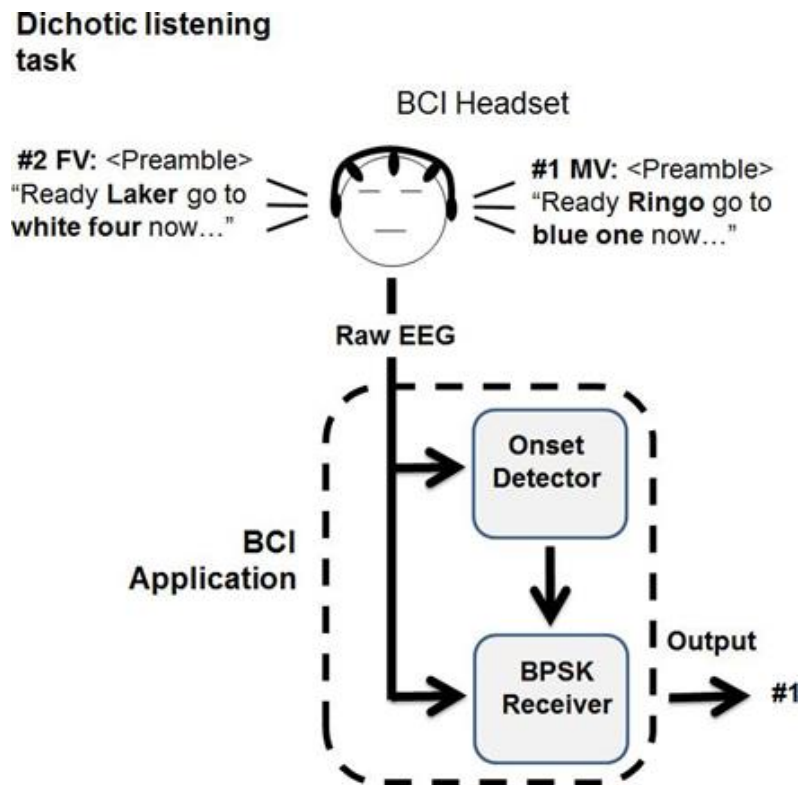 Dichotic listening
task
BCI Headset
#2 FV: <Preamble>
“Ready Laker go to
white four now…”
#1 MV: <Preamble>
“Ready Ringo go to
blue one now…”
Raw EEG
Onset
Detector
BCI
Application
BPSK
Receiver
Output
#1